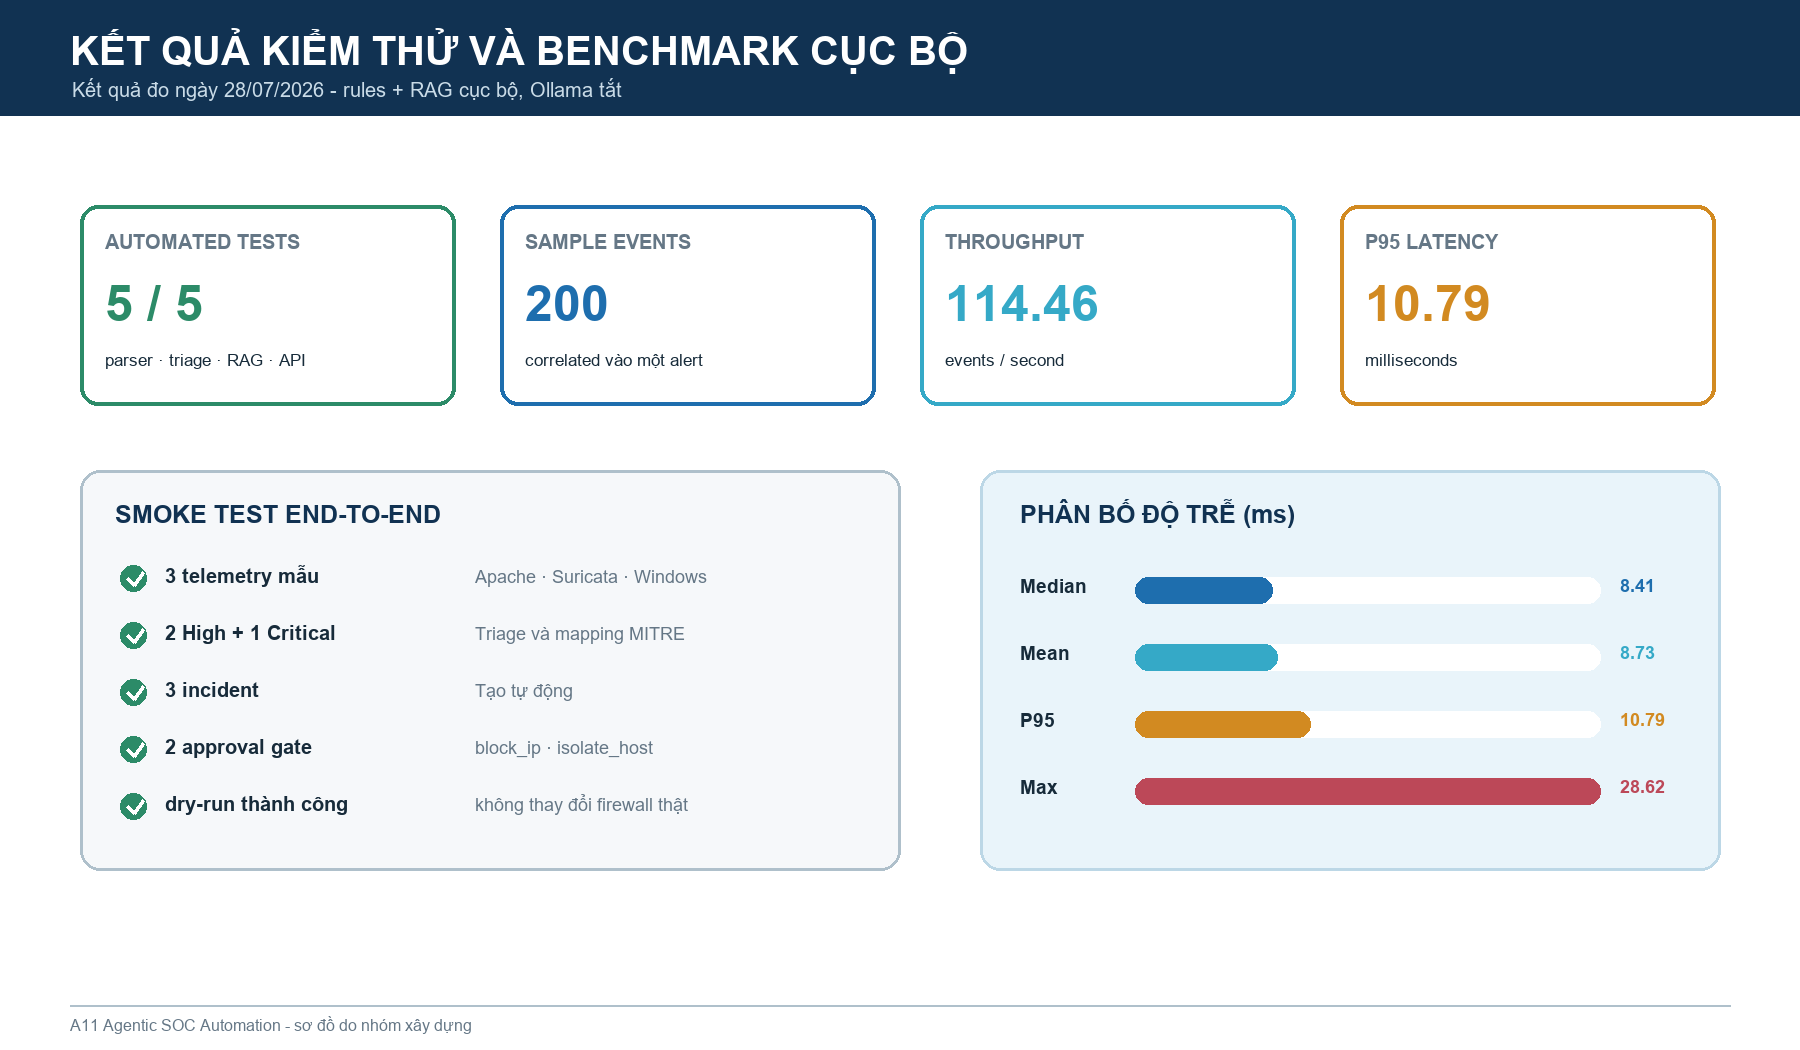 KẾT QUẢ KIỂM THỬ VÀ BENCHMARK CỤC BỘ
Kết quả đo ngày 28/07/2026 - rules + RAG cục bộ, Ollama tắt
AUTOMATED TESTS
5 / 5
parser · triage · RAG · API
SAMPLE EVENTS
200
correlated vào một alert
THROUGHPUT
114.46
events / second
P95 LATENCY
10.79
milliseconds
SMOKE TEST END-TO-END
3 telemetry mẫu Apache · Suricata · Windows
2 High + 1 Critical Triage và mapping MITRE
3 incident Tạo tự động
2 approval gate block_ip · isolate_host
dry-run thành công không thay đổi firewall thật
PHÂN BỐ ĐỘ TRỄ (ms)
Median 8.41
Mean 8.73
P95 10.79
Max 28.62
A11 Agentic SOC Automation - sơ đồ do nhóm xây dựng